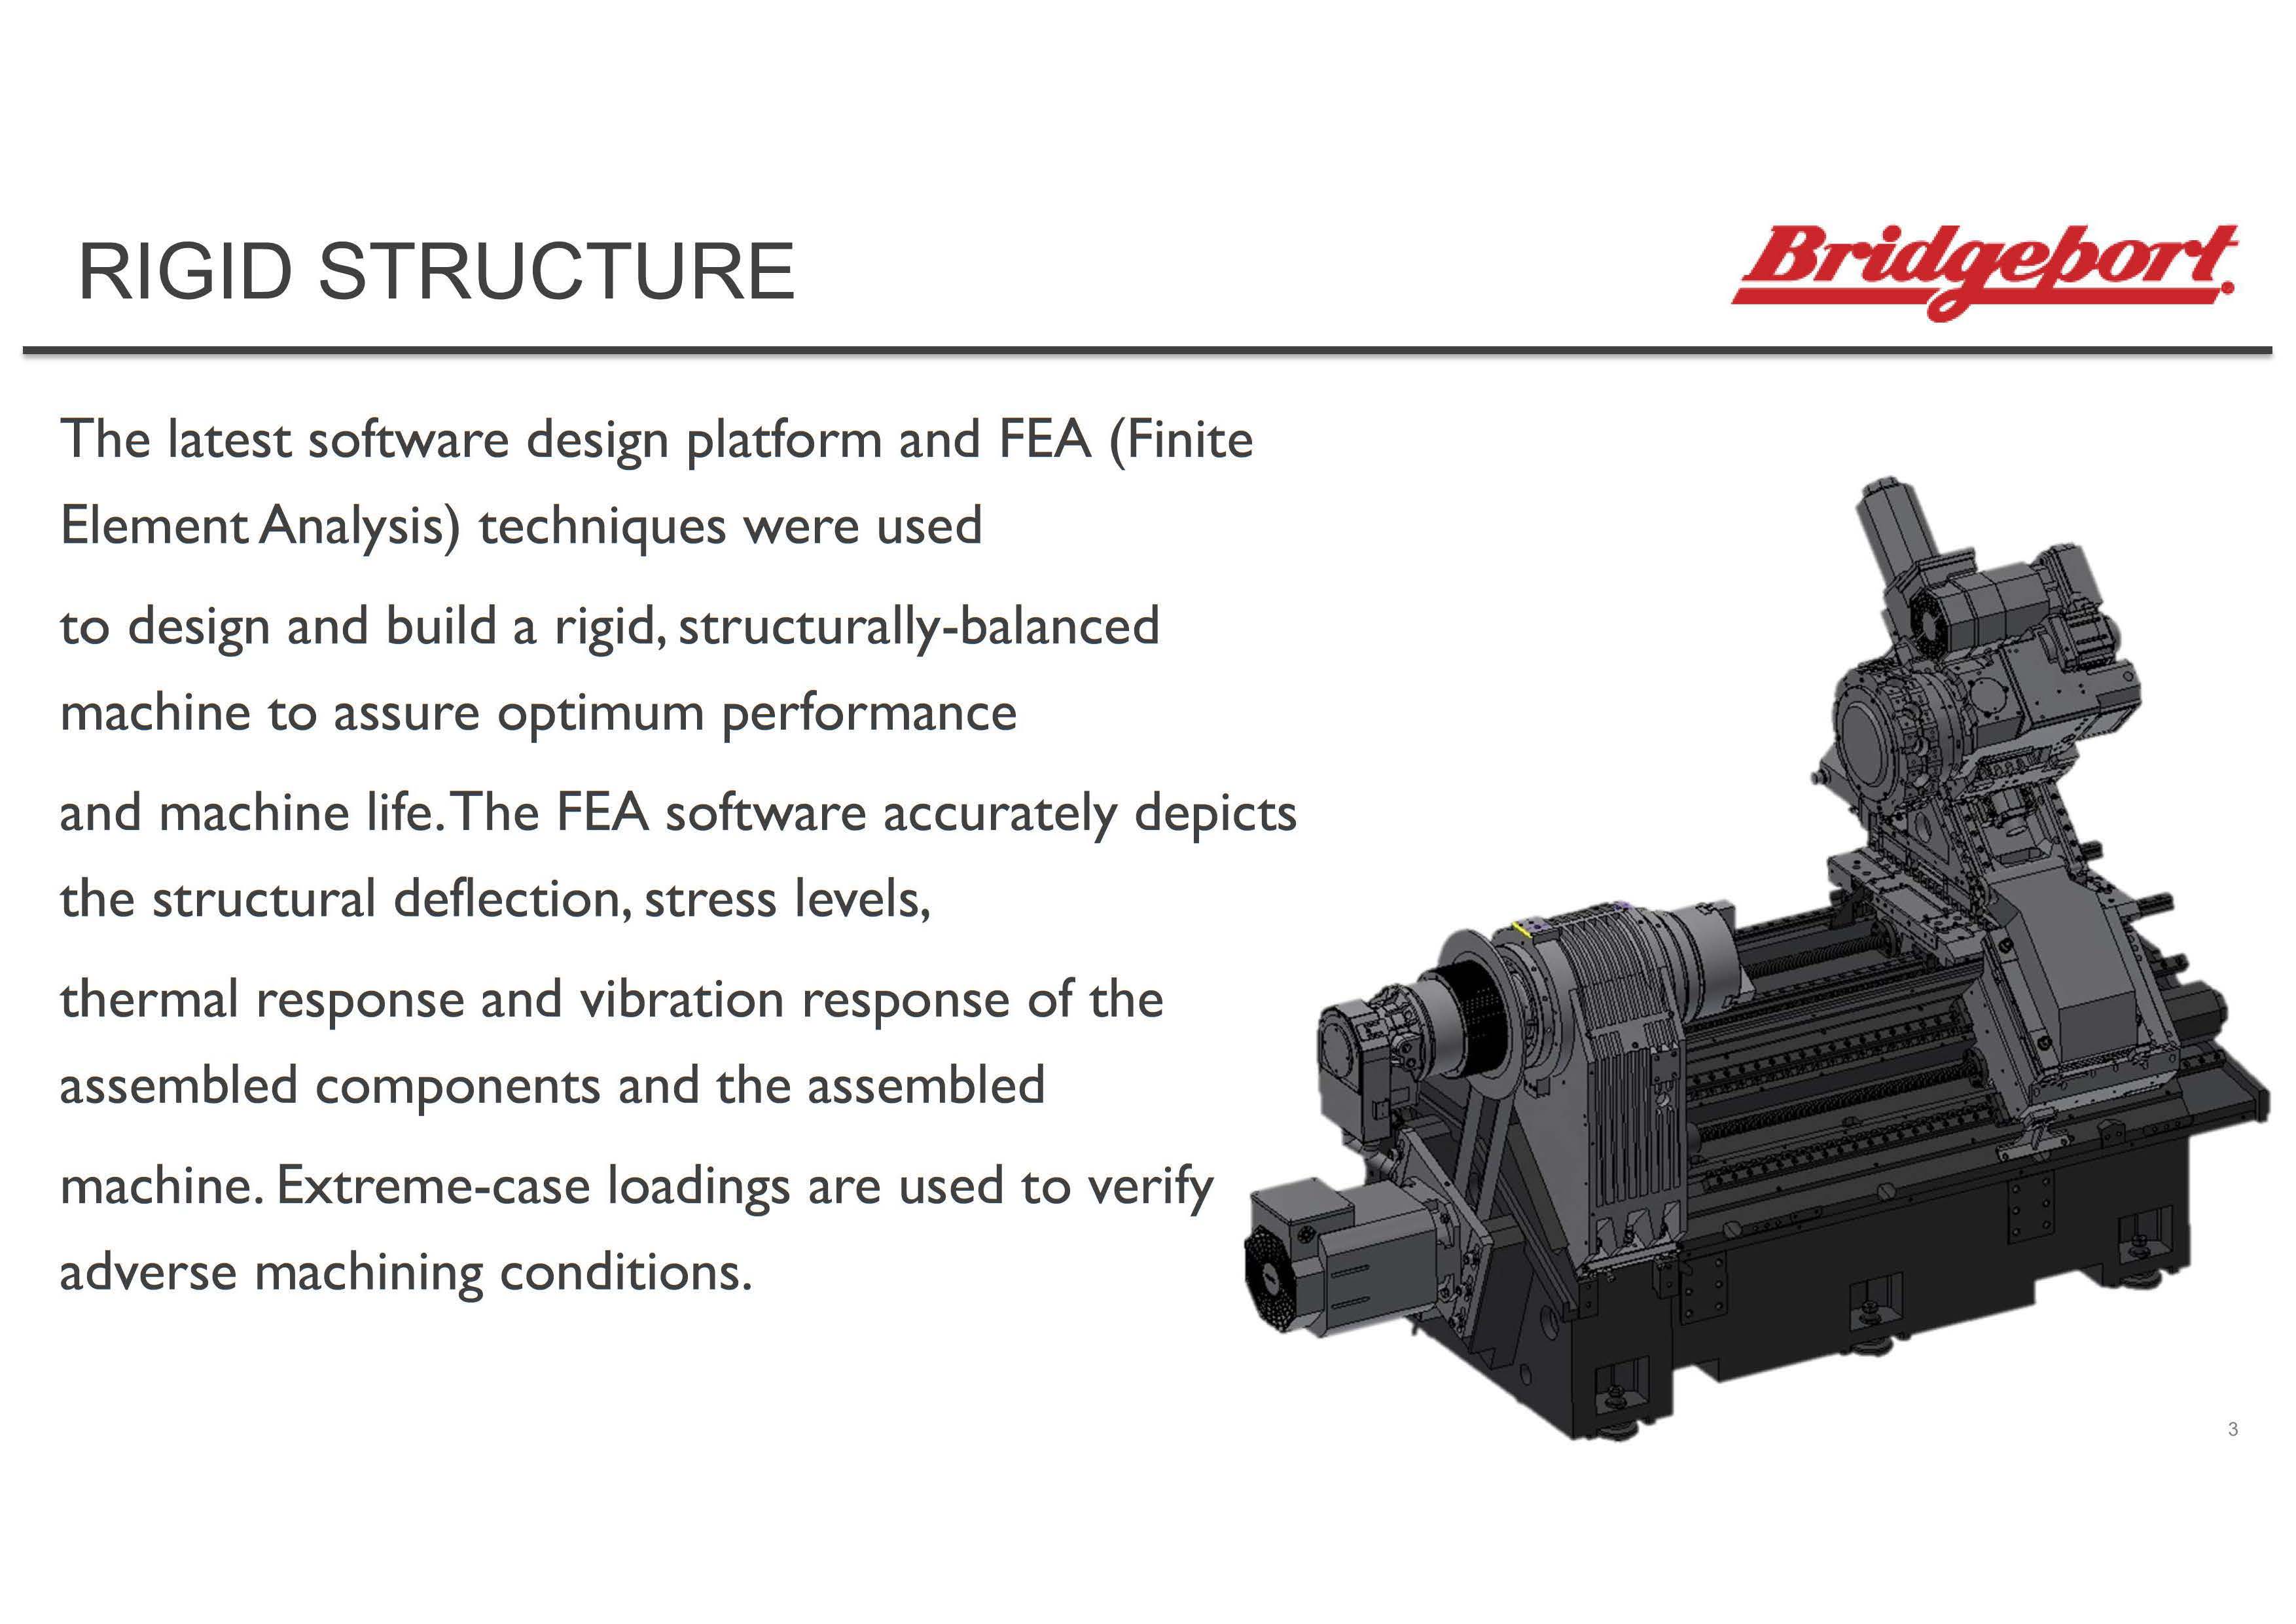 RIGID STRUCTURE
Bridgeport
The latest software design platform and FEA (Finite
Element Analysis) techniques were used
to design and build a rigid, structurally-balanced
machine to assure optimum performance
and machine life. The FEA software accurately depicts
the structural deflection, stress levels,
thermal response and vibration response of the
assembled components and the assembled
machine. Extreme-case loadings are used to verify
adverse machining conditions.
3